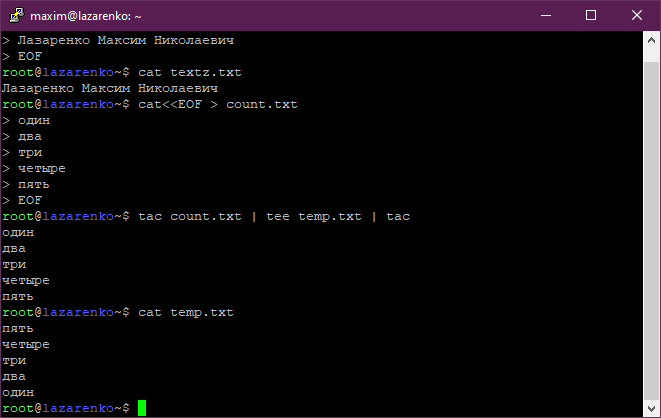 maxim@lazarenko: ~
> Лазаренко Максим Николаевич
> EOF
root@lazarenko~$ cat textz.txt
Лазаренко Максим Николаевич
root@lazarenko~$ cat<<EOF > count.txt
> один
> два
> три
> четыре
> пять
> EOF
root@lazarenko~$ tac count.txt | tee temp.txt | tac
один
два
три
четыре
пять
root@lazarenko~$ cat temp.txt
пять
четыре
три
два
один
root@lazarenko~$